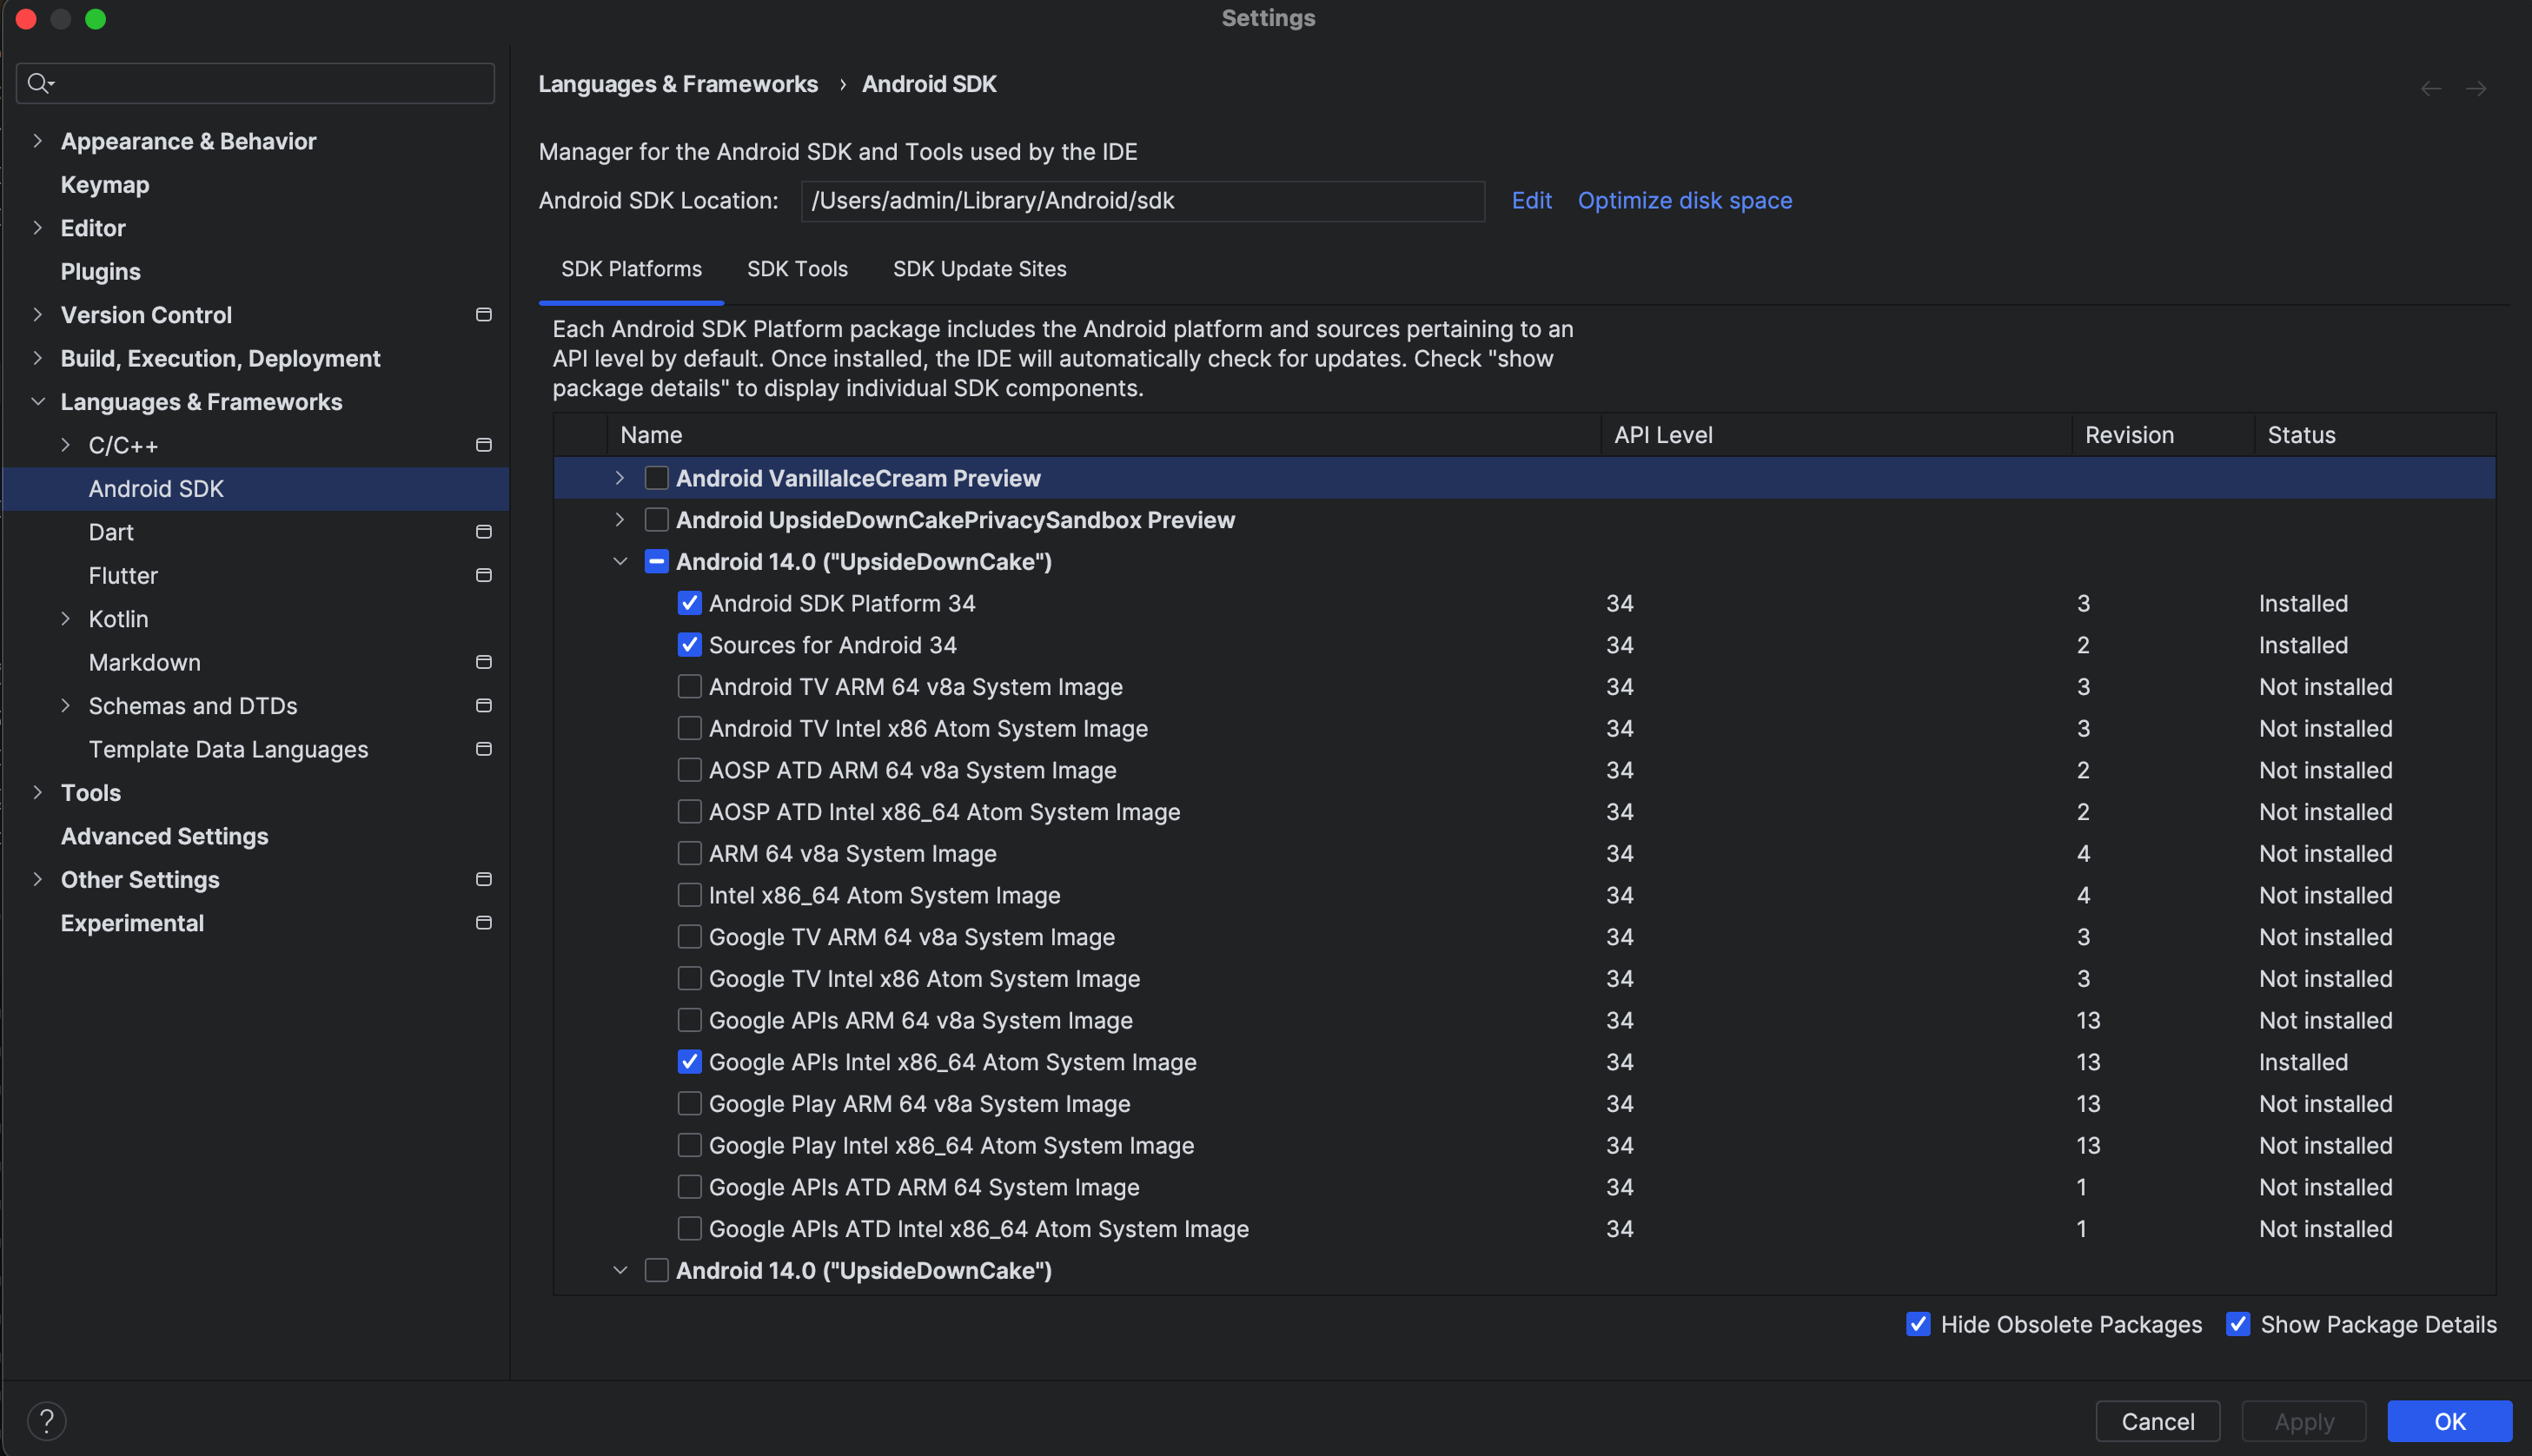 Settings
Appearance & Behavior
Keymap
Editor
Plugins
Version Control
Build, Execution, Deployment
Languages & Frameworks
C/C++
Android SDK
Dart
Flutter
Kotlin
Markdown
Schemas and DTDs
Template Data Languages
Tools
Advanced Settings
Other Settings
Experimental
Languages & Frameworks › Android SDK
Manager for the Android SDK and Tools used by the IDE
Android SDK Location: /Users/admin/Library/Android/sdk Edit Optimize disk space
SDK Platforms SDK Tools SDK Update Sites
Each Android SDK Platform package includes the Android platform and sources pertaining to an
API level by default. Once installed, the IDE will automatically check for updates. Check "show
package details" to display individual SDK components.
Name API Level Revision Status
Android VanillaIceCream Preview
Android UpsideDownCakePrivacySandbox Preview
Android 14.0 ("UpsideDownCake")
Android SDK Platform 34 34 3 Installed
Sources for Android 34 34 2 Installed
Android TV ARM 64 v8a System Image 34 3 Not installed
Android TV Intel x86 Atom System Image 34 3 Not installed
AOSP ATD ARM 64 v8a System Image 34 2 Not installed
AOSP ATD Intel x86_64 Atom System Image 34 2 Not installed
ARM 64 v8a System Image 34 4 Not installed
Intel x86_64 Atom System Image 34 4 Not installed
Google TV ARM 64 v8a System Image 34 3 Not installed
Google TV Intel x86 Atom System Image 34 3 Not installed
Google APIs ARM 64 v8a System Image 34 13 Not installed
Google APIs Intel x86_64 Atom System Image 34 13 Installed
Google Play ARM 64 v8a System Image 34 13 Not installed
Google Play Intel x86_64 Atom System Image 34 13 Not installed
Google APIs ATD ARM 64 System Image 34 1 Not installed
Google APIs ATD Intel x86_64 Atom System Image 34 1 Not installed
Android 14.0 ("UpsideDownCake")
Hide Obsolete Packages Show Package Details
? Cancel Apply OK